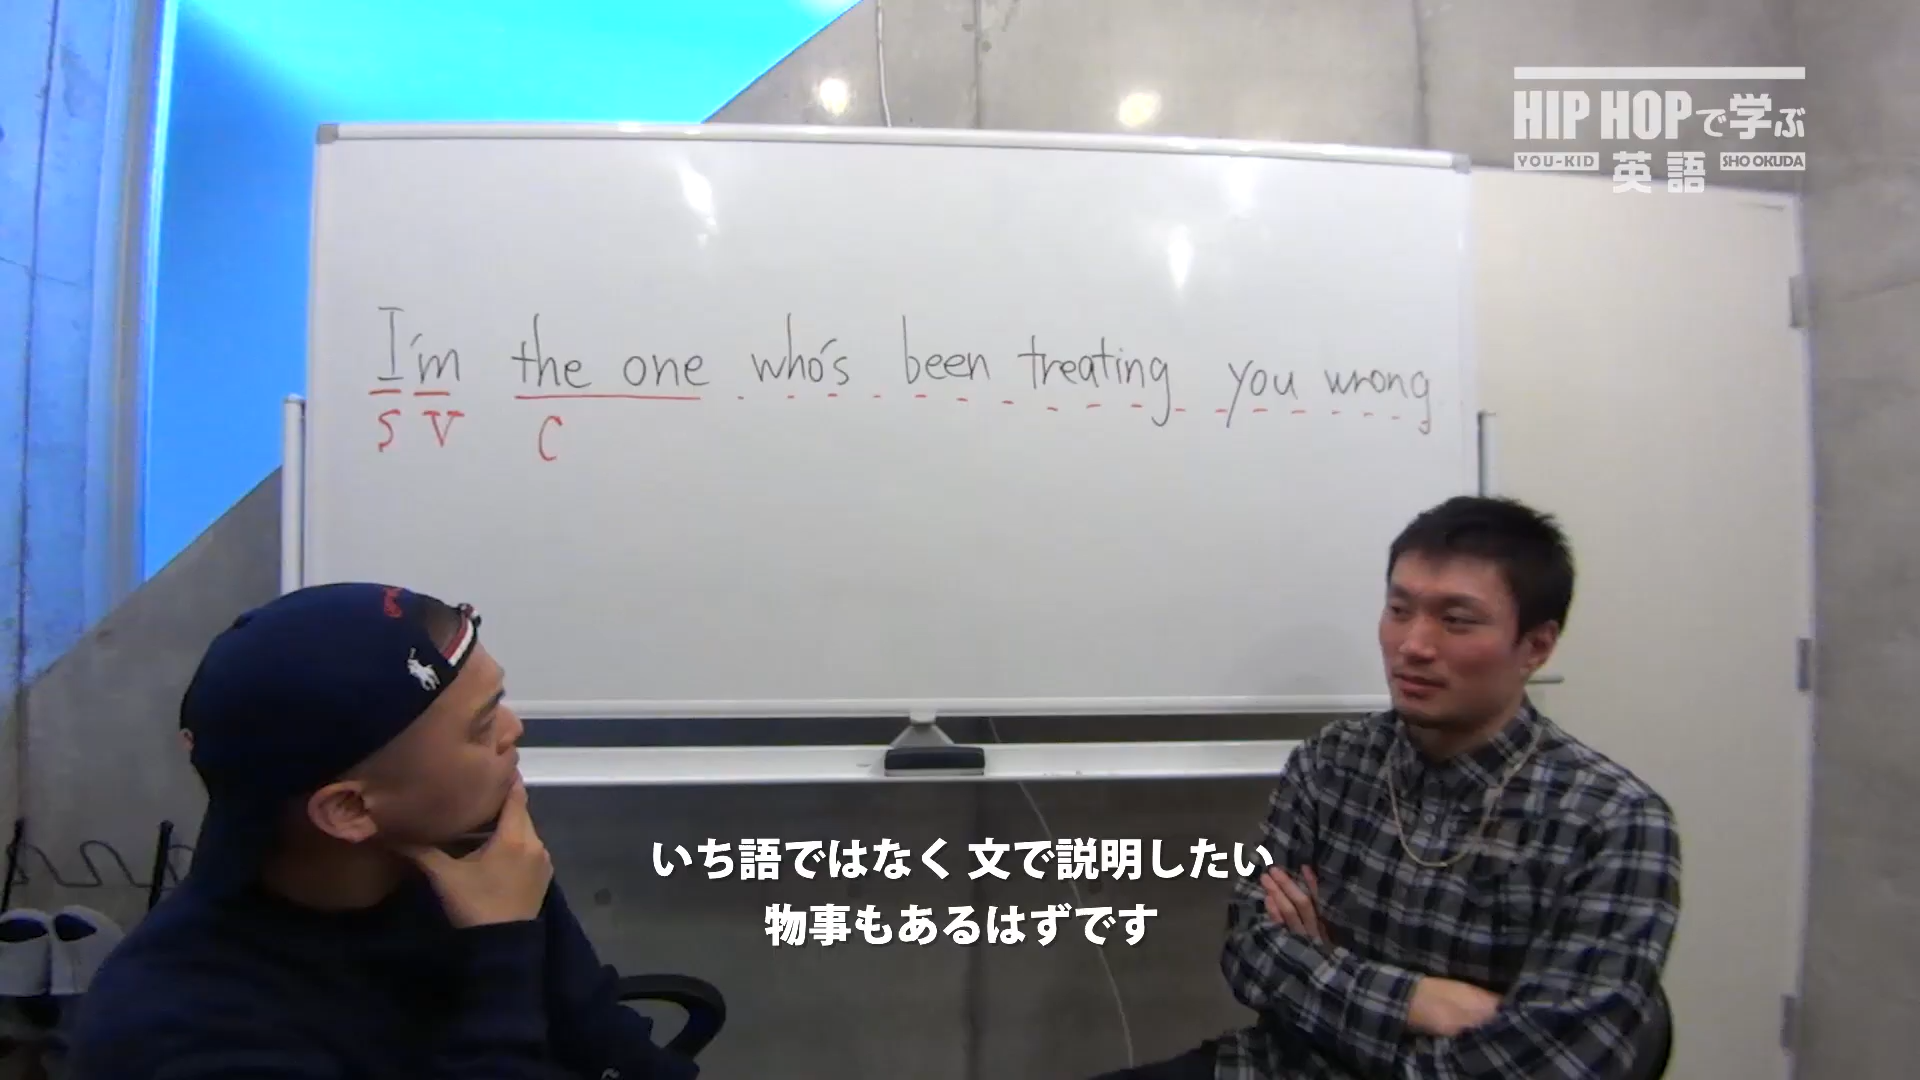 HIP HOPで学ぶ
YOU-KID 英語 SHO OKUDA
I'm the one who's been treating you wrong
S V C
いち語ではなく 文で説明したい
物事もあるはずです